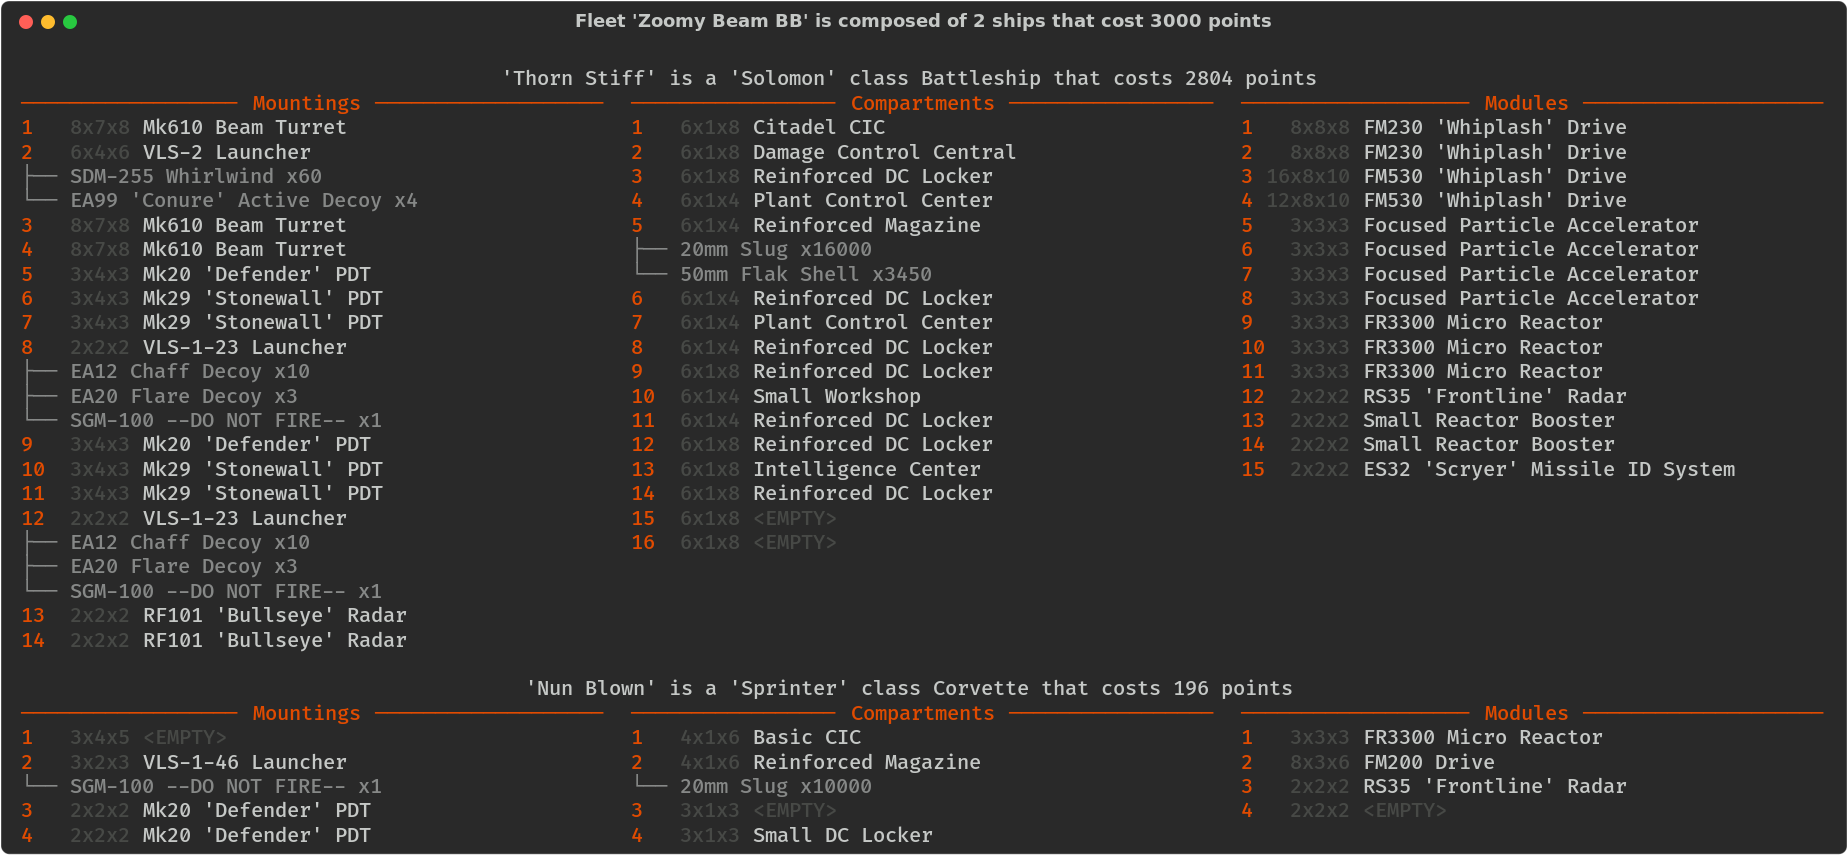 Fleet 'Zoomy Beam BB' is composed of 2 ships that cost 3000 points
'Thorn Stiff' is a 'Solomon' class Battleship that costs 2804 points
Mountings
1 8x7x8 Mk610 Beam Turret
2 6x4x6 VLS-2 Launcher
SDM-255 Whirlwind x60
EA99 'Conure' Active Decoy x4
3 8x7x8 Mk610 Beam Turret
4 8x7x8 Mk610 Beam Turret
5 3x4x3 Mk20 'Defender' PDT
6 3x4x3 Mk29 'Stonewall' PDT
7 3x4x3 Mk29 'Stonewall' PDT
8 2x2x2 VLS-1-23 Launcher
EA12 Chaff Decoy x10
EA20 Flare Decoy x3
SGM-100 --DO NOT FIRE-- x1
9 3x4x3 Mk20 'Defender' PDT
10 3x4x3 Mk29 'Stonewall' PDT
11 3x4x3 Mk29 'Stonewall' PDT
12 2x2x2 VLS-1-23 Launcher
EA12 Chaff Decoy x10
EA20 Flare Decoy x3
SGM-100 --DO NOT FIRE-- x1
13 2x2x2 RF101 'Bullseye' Radar
14 2x2x2 RF101 'Bullseye' Radar
Compartments
1 6x1x8 Citadel CIC
2 6x1x8 Damage Control Central
3 6x1x8 Reinforced DC Locker
4 6x1x4 Plant Control Center
5 6x1x4 Reinforced Magazine
20mm Slug x16000
50mm Flak Shell x3450
6 6x1x4 Reinforced DC Locker
7 6x1x4 Plant Control Center
8 6x1x4 Reinforced DC Locker
9 6x1x8 Reinforced DC Locker
10 6x1x4 Small Workshop
11 6x1x4 Reinforced DC Locker
12 6x1x8 Reinforced DC Locker
13 6x1x8 Intelligence Center
14 6x1x8 Reinforced DC Locker
15 6x1x8 <EMPTY>
16 6x1x8 <EMPTY>
Modules
1 8x8x8 FM230 'Whiplash' Drive
2 8x8x8 FM230 'Whiplash' Drive
3 16x8x10 FM530 'Whiplash' Drive
4 12x8x10 FM530 'Whiplash' Drive
5 3x3x3 Focused Particle Accelerator
6 3x3x3 Focused Particle Accelerator
7 3x3x3 Focused Particle Accelerator
8 3x3x3 Focused Particle Accelerator
9 3x3x3 FR3300 Micro Reactor
10 3x3x3 FR3300 Micro Reactor
11 3x3x3 FR3300 Micro Reactor
12 2x2x2 RS35 'Frontline' Radar
13 2x2x2 Small Reactor Booster
14 2x2x2 Small Reactor Booster
15 2x2x2 ES32 'Scryer' Missile ID System
'Nun Blown' is a 'Sprinter' class Corvette that costs 196 points
Mountings
1 3x4x5 <EMPTY>
2 3x2x3 VLS-1-46 Launcher
SGM-100 --DO NOT FIRE-- x1
3 2x2x2 Mk20 'Defender' PDT
4 2x2x2 Mk20 'Defender' PDT
Compartments
1 4x1x6 Basic CIC
2 4x1x6 Reinforced Magazine
20mm Slug x10000
3 3x1x3 <EMPTY>
4 3x1x3 Small DC Locker
Modules
1 3x3x3 FR3300 Micro Reactor
2 8x3x6 FM200 Drive
3 2x2x2 RS35 'Frontline' Radar
4 2x2x2 <EMPTY>